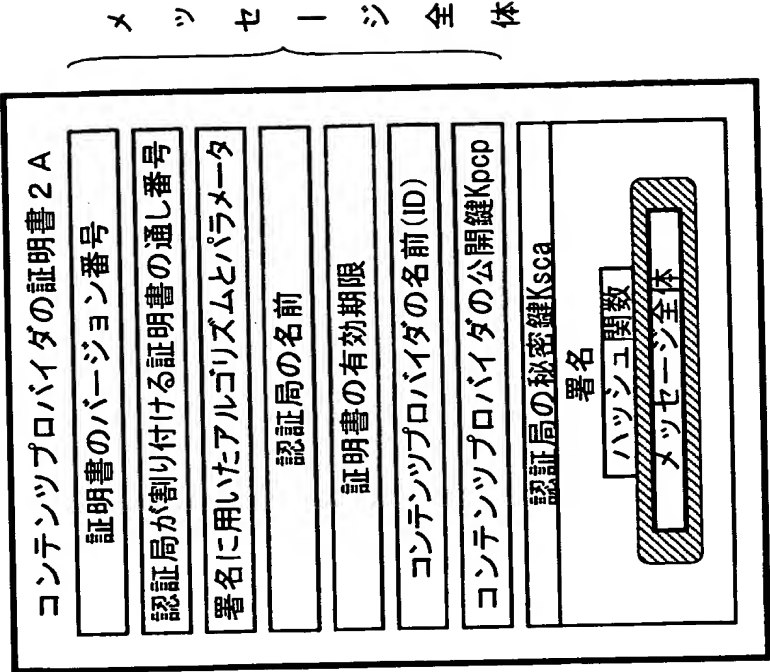 コンテンツプロバイダの証明書2A
証明書のバージョン番号
認証局が割り付ける証明書の通し番号
署名に用いたアルゴリズムとパラメータ
認証局の名前
証明書の有効期限
コンテンツプロバイダの名前(ID)
コンテンツプロバイダの公開鍵Kpcp
認証局の秘密鍵Ksca
署名
ハッシュ関数
メッセージ全体
メッセージ全体